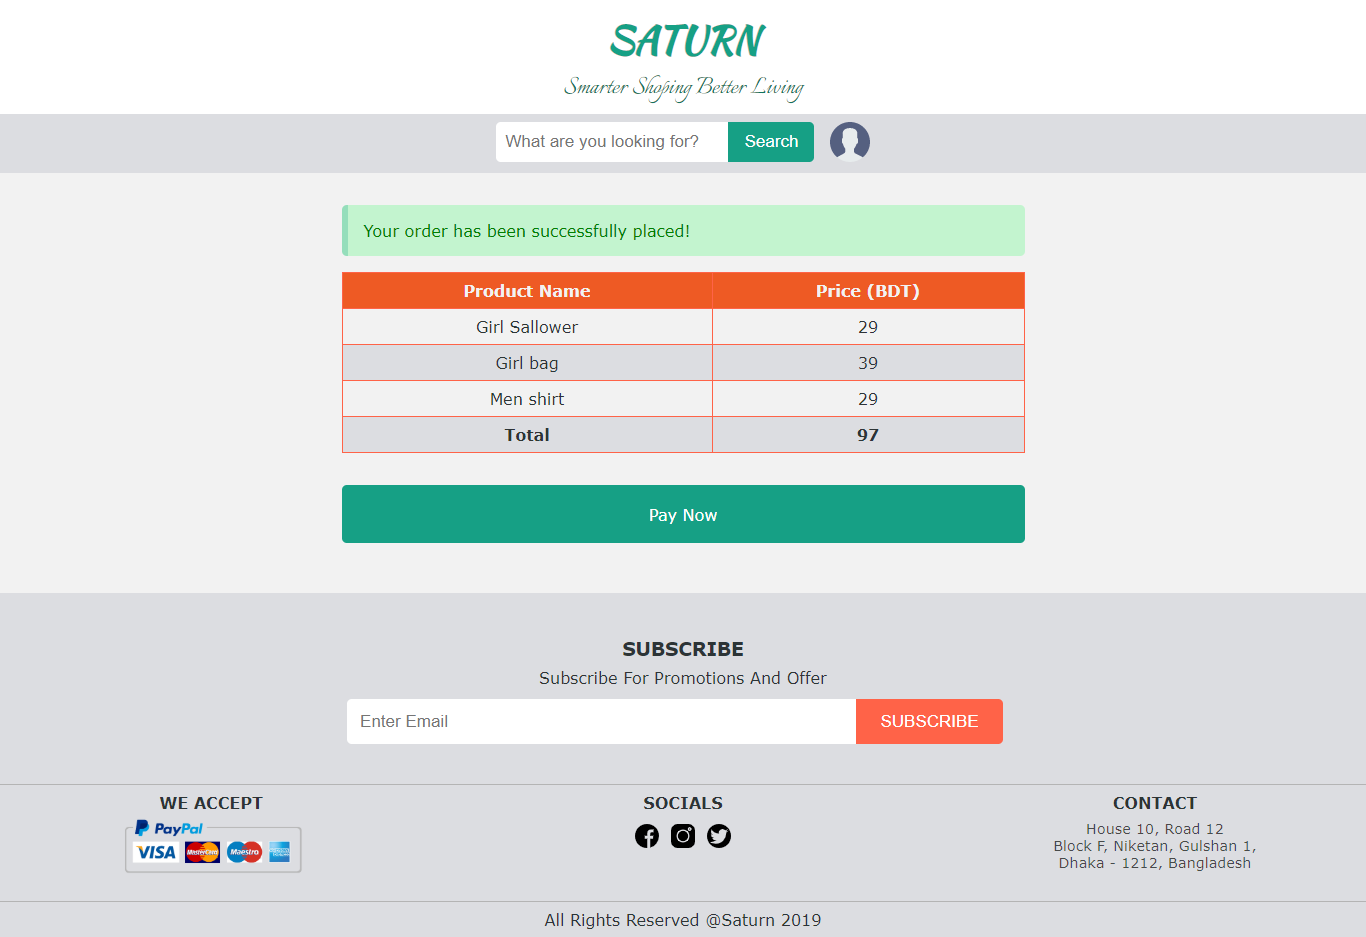 SATURN
Smarter Shoping Better Living
What are you looking for? Search
Your order has been successfully placed!
Product Name Price (BDT)
Girl Sallower 29
Girl bag 39
Men shirt 29
Total 97
Pay Now
SUBSCRIBE
Subscribe For Promotions And Offer
Enter Email SUBSCRIBE
WE ACCEPT
PayPal
VISA MasterCard Maestro
SOCIALS
CONTACT
House 10, Road 12
Block F, Niketan, Gulshan 1,
Dhaka - 1212, Bangladesh
All Rights Reserved @Saturn 2019